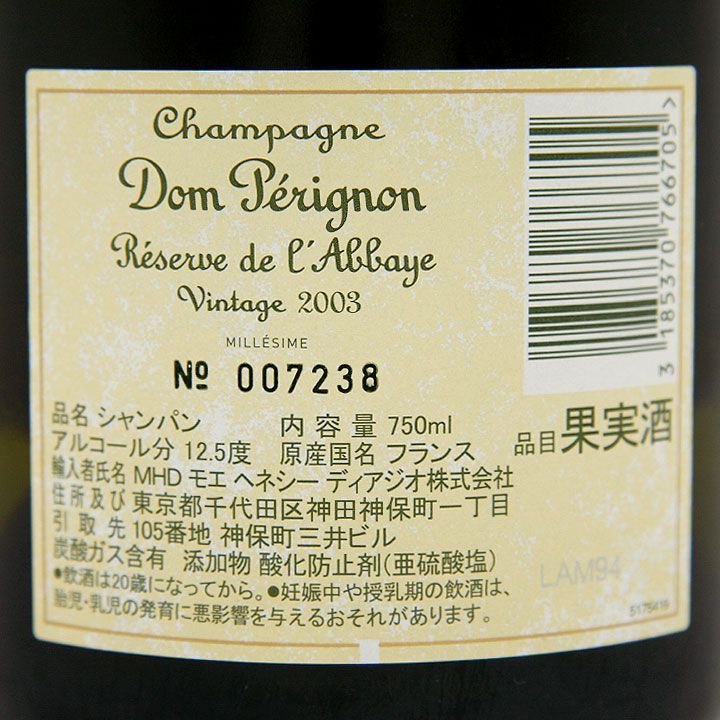 Champagne
Dom Pérignon
Réserve de l'Abbaye
Vintage 2003
MILLÉSIME
Nº 007238
品名 シャンパン 内容量 750ml
アルコール分 12.5度 原産国名 フランス
輸入者氏名 MHD モエ ヘネシー ディアジオ株式会社
住所及び 東京都千代田区神田神保町一丁目
引取先 105番地 神保町三井ビル
炭酸ガス含有 添加物 酸化防止剤(亜硫酸塩)
●飲酒は20歳になってから。●妊娠中や授乳期の飲酒は、
胎児・乳児の発育に悪影響を与えるおそれがあります。
品目 果実酒
3 185370 766705 >
LAM94
5175416